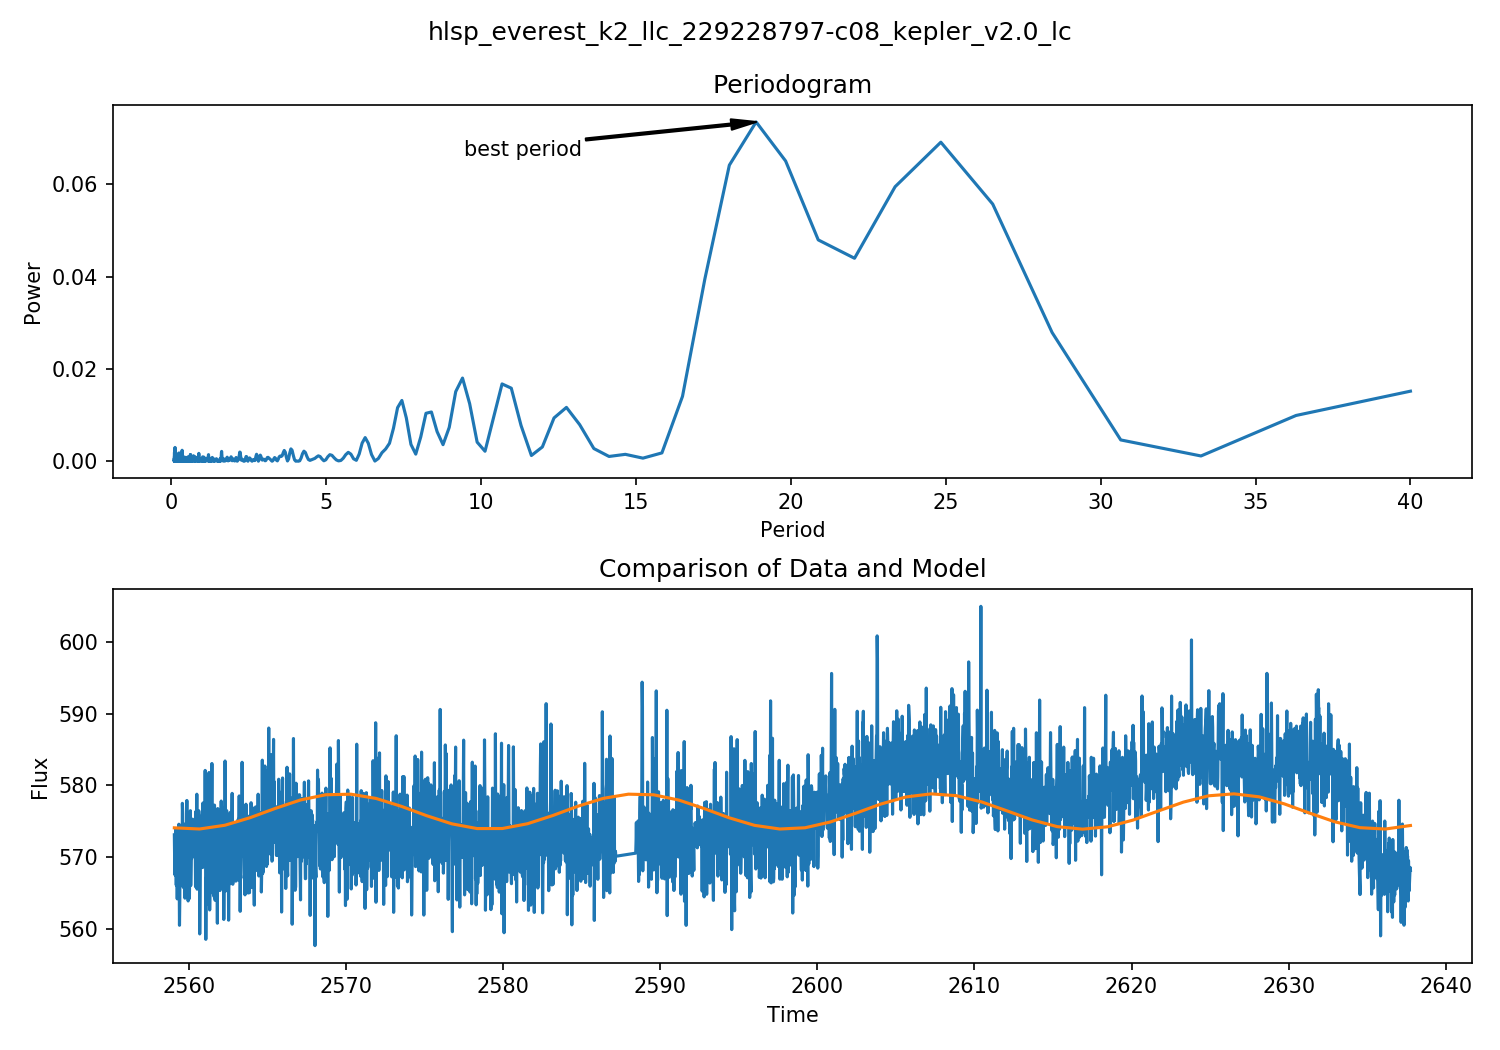 hlsp_everest_k2_llc_229228797-c08_kepler_v2.0_lc
Periodogram
best period
Power
0.06
0.04
0.02
0.00
0 5 10 15 20 25 30 35 40
Period
Comparison of Data and Model
Flux
600
590
580
570
560
2560 2570 2580 2590 2600 2610 2620 2630 2640
Time